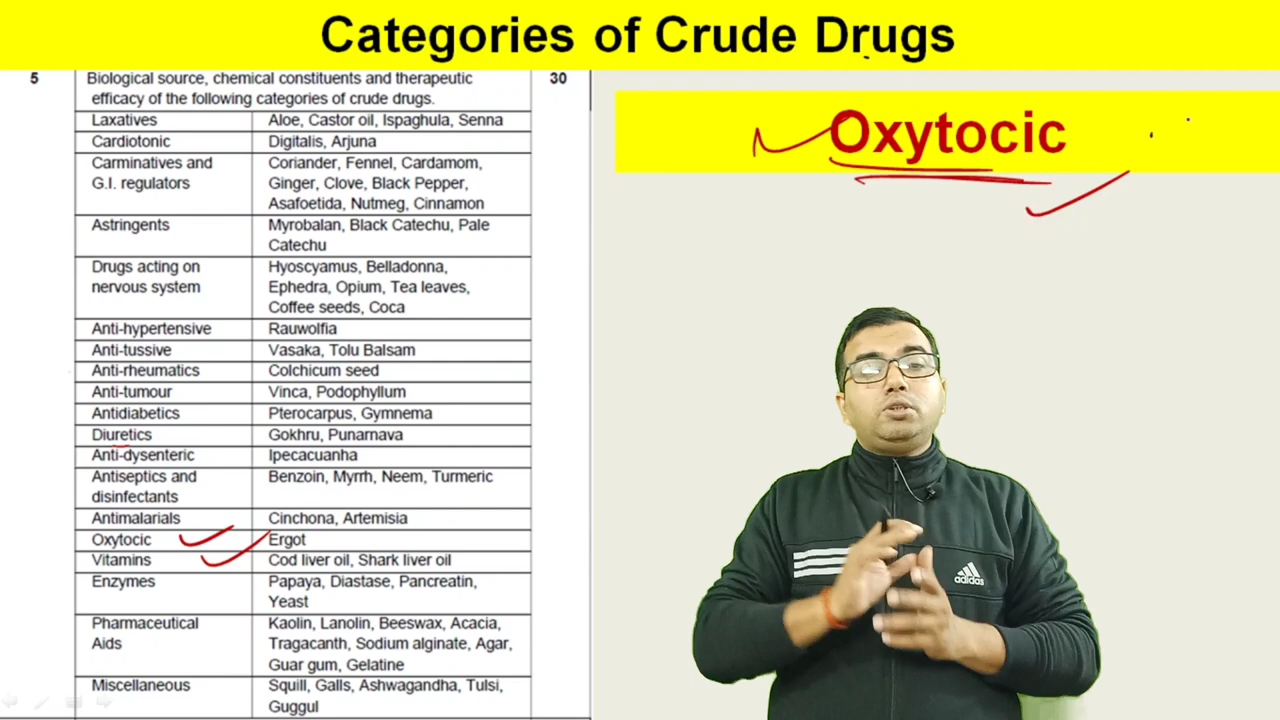 Categories of Crude Drugs
5 Biological source, chemical constituents and therapeutic 30
efficacy of the following categories of crude drugs.
Laxatives Aloe, Castor oil, Ispaghula, Senna
Cardiotonic Digitalis, Arjuna
Carminatives and Coriander, Fennel, Cardamom,
G.I. regulators Ginger, Clove, Black Pepper,
Asafoetida, Nutmeg, Cinnamon
Astringents Myrobalan, Black Catechu, Pale
Catechu
Drugs acting on Hyoscyamus, Belladonna,
nervous system Ephedra, Opium, Tea leaves,
Coffee seeds, Coca
Anti-hypertensive Rauwolfia
Anti-tussive Vasaka, Tolu Balsam
Anti-rheumatics Colchicum seed
Anti-tumour Vinca, Podophyllum
Antidiabetics Pterocarpus, Gymnema
Diuretics Gokhru, Punarnava
Anti-dysenteric Ipecacuanha
Antiseptics and Benzoin, Myrrh, Neem, Turmeric
disinfectants
Antimalarials Cinchona, Artemisia
Oxytocic Ergot
Vitamins Cod liver oil, Shark liver oil
Enzymes Papaya, Diastase, Pancreatin,
Yeast
Pharmaceutical Kaolin, Lanolin, Beeswax, Acacia,
Aids Tragacanth, Sodium alginate, Agar,
Guar gum, Gelatine
Miscellaneous Squill, Galls, Ashwagandha, Tulsi,
Guggul
Oxytocic
adidas